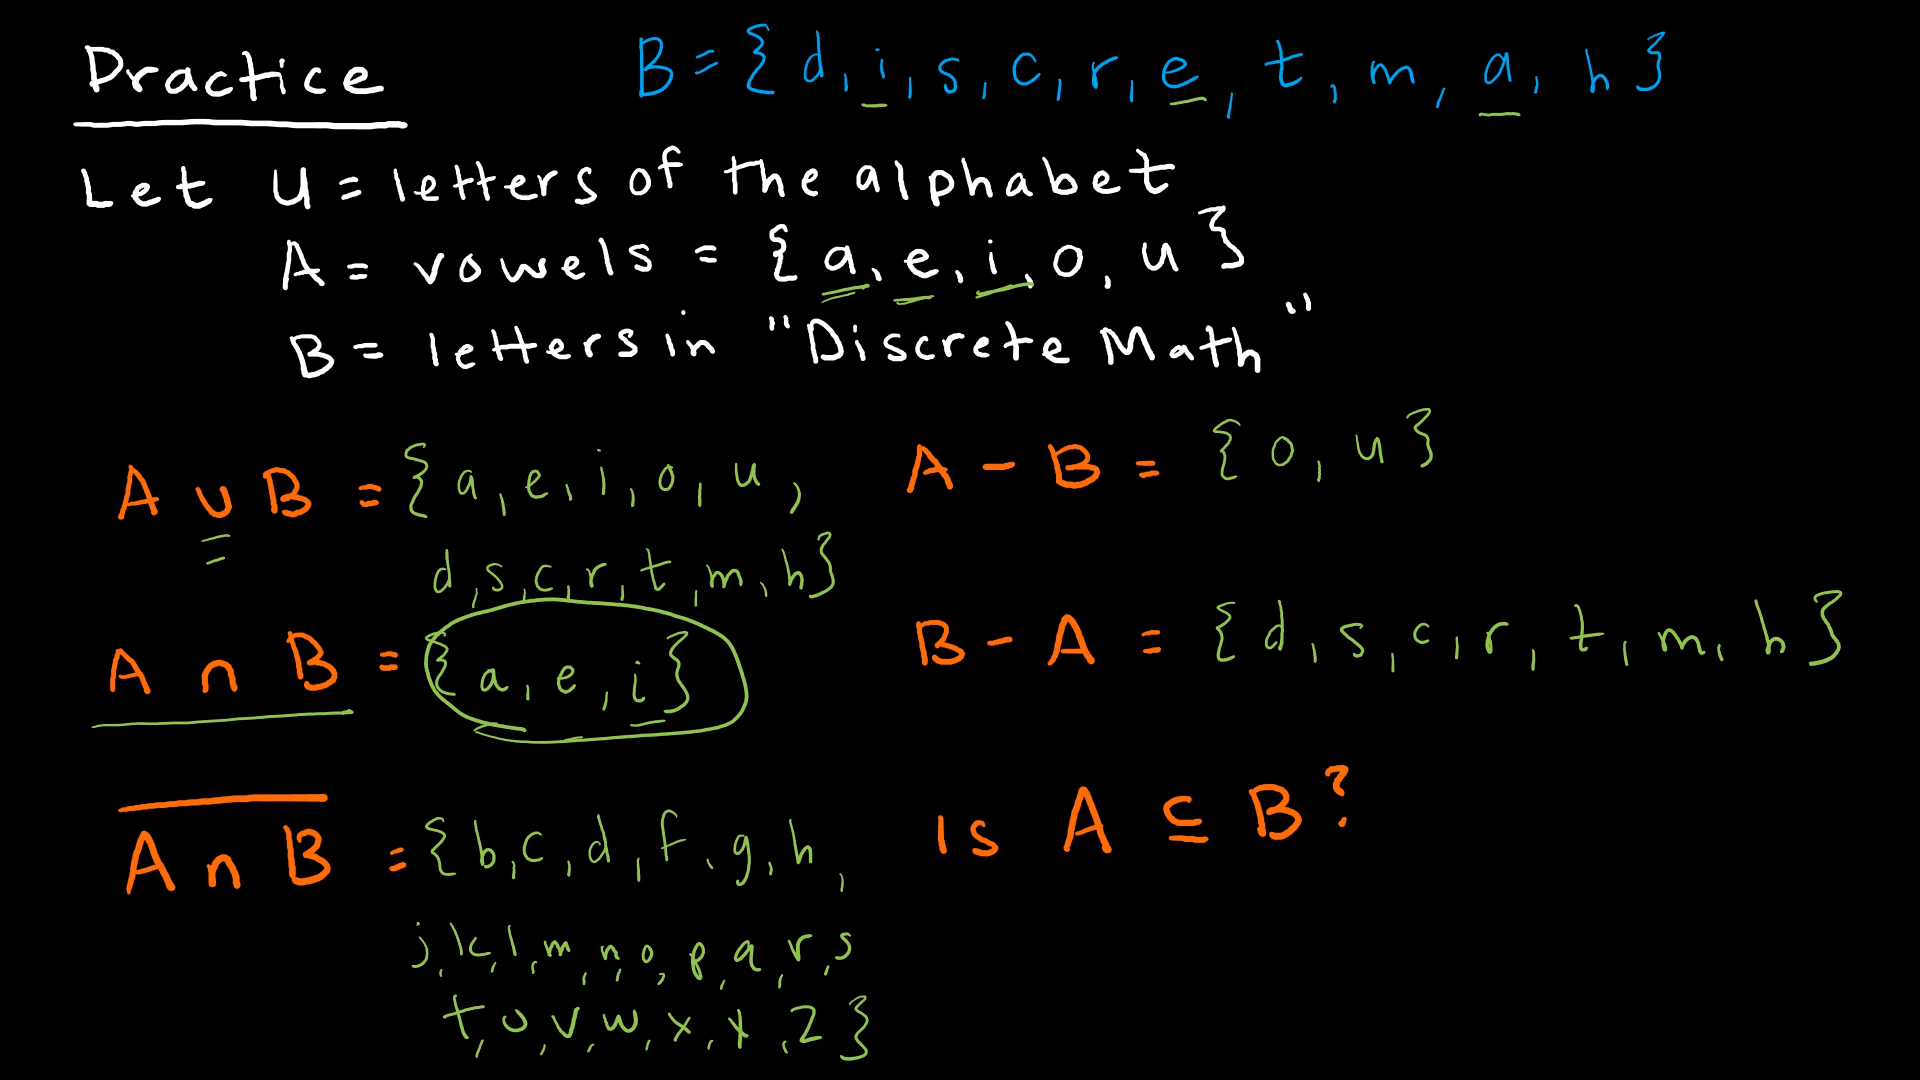 Practice
B = {d, i, s, c, r, e, t, m, a, h}
Let U = letters of the alphabet
A = vowels = {a, e, i, o, u}
B = letters in "Discrete Math"
A ∪ B = {a, e, i, o, u,
d, s, c, r, t, m, h}
A - B = {o, u}
A ∩ B = {a, e, i}
B - A = {d, s, c, r, t, m, h}
A̅ ̅∩̅ ̅B̅ = {b, c, d, f, g, h,
j, k, l, m, n, o, p, q, r, s
t, u, v, w, x, y, z}
Is A ⊆ B?